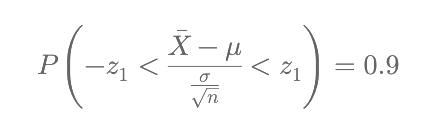 P(-z₁ < (X̄ - μ)/(σ/√n) < z₁) = 0.9